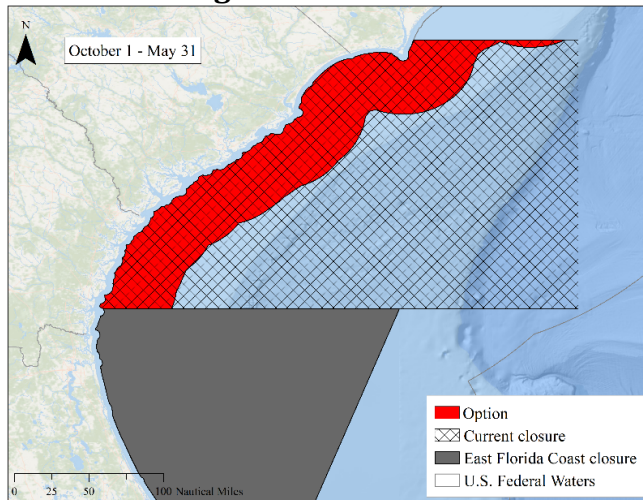 N
October 1 - May 31
Option
Current closure
East Florida Coast closure
U.S. Federal Waters
0 25 50 100 Nautical Miles